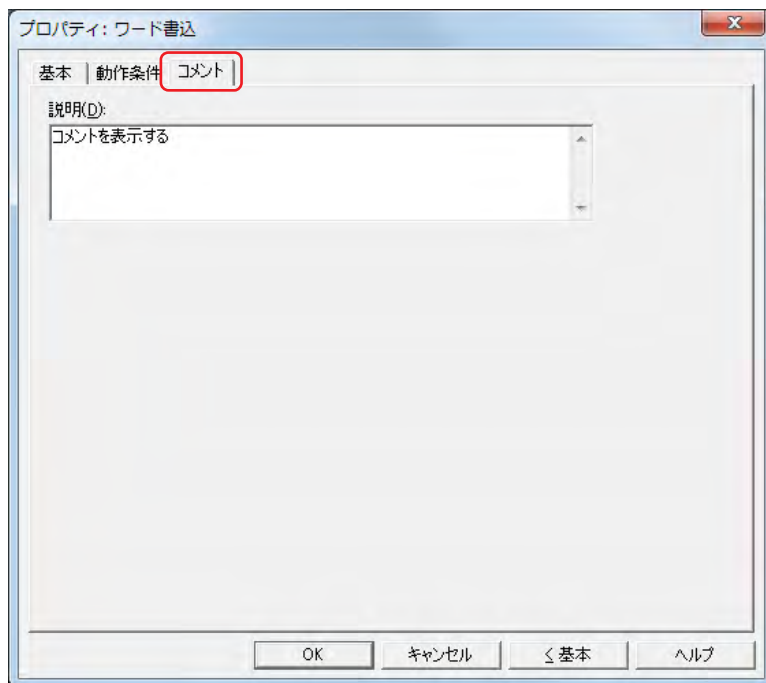 プロパティ: ワード書込
X
基本 動作条件 コメント
説明(D):
コメントを表示する
OK キャンセル <基本 ヘルプ